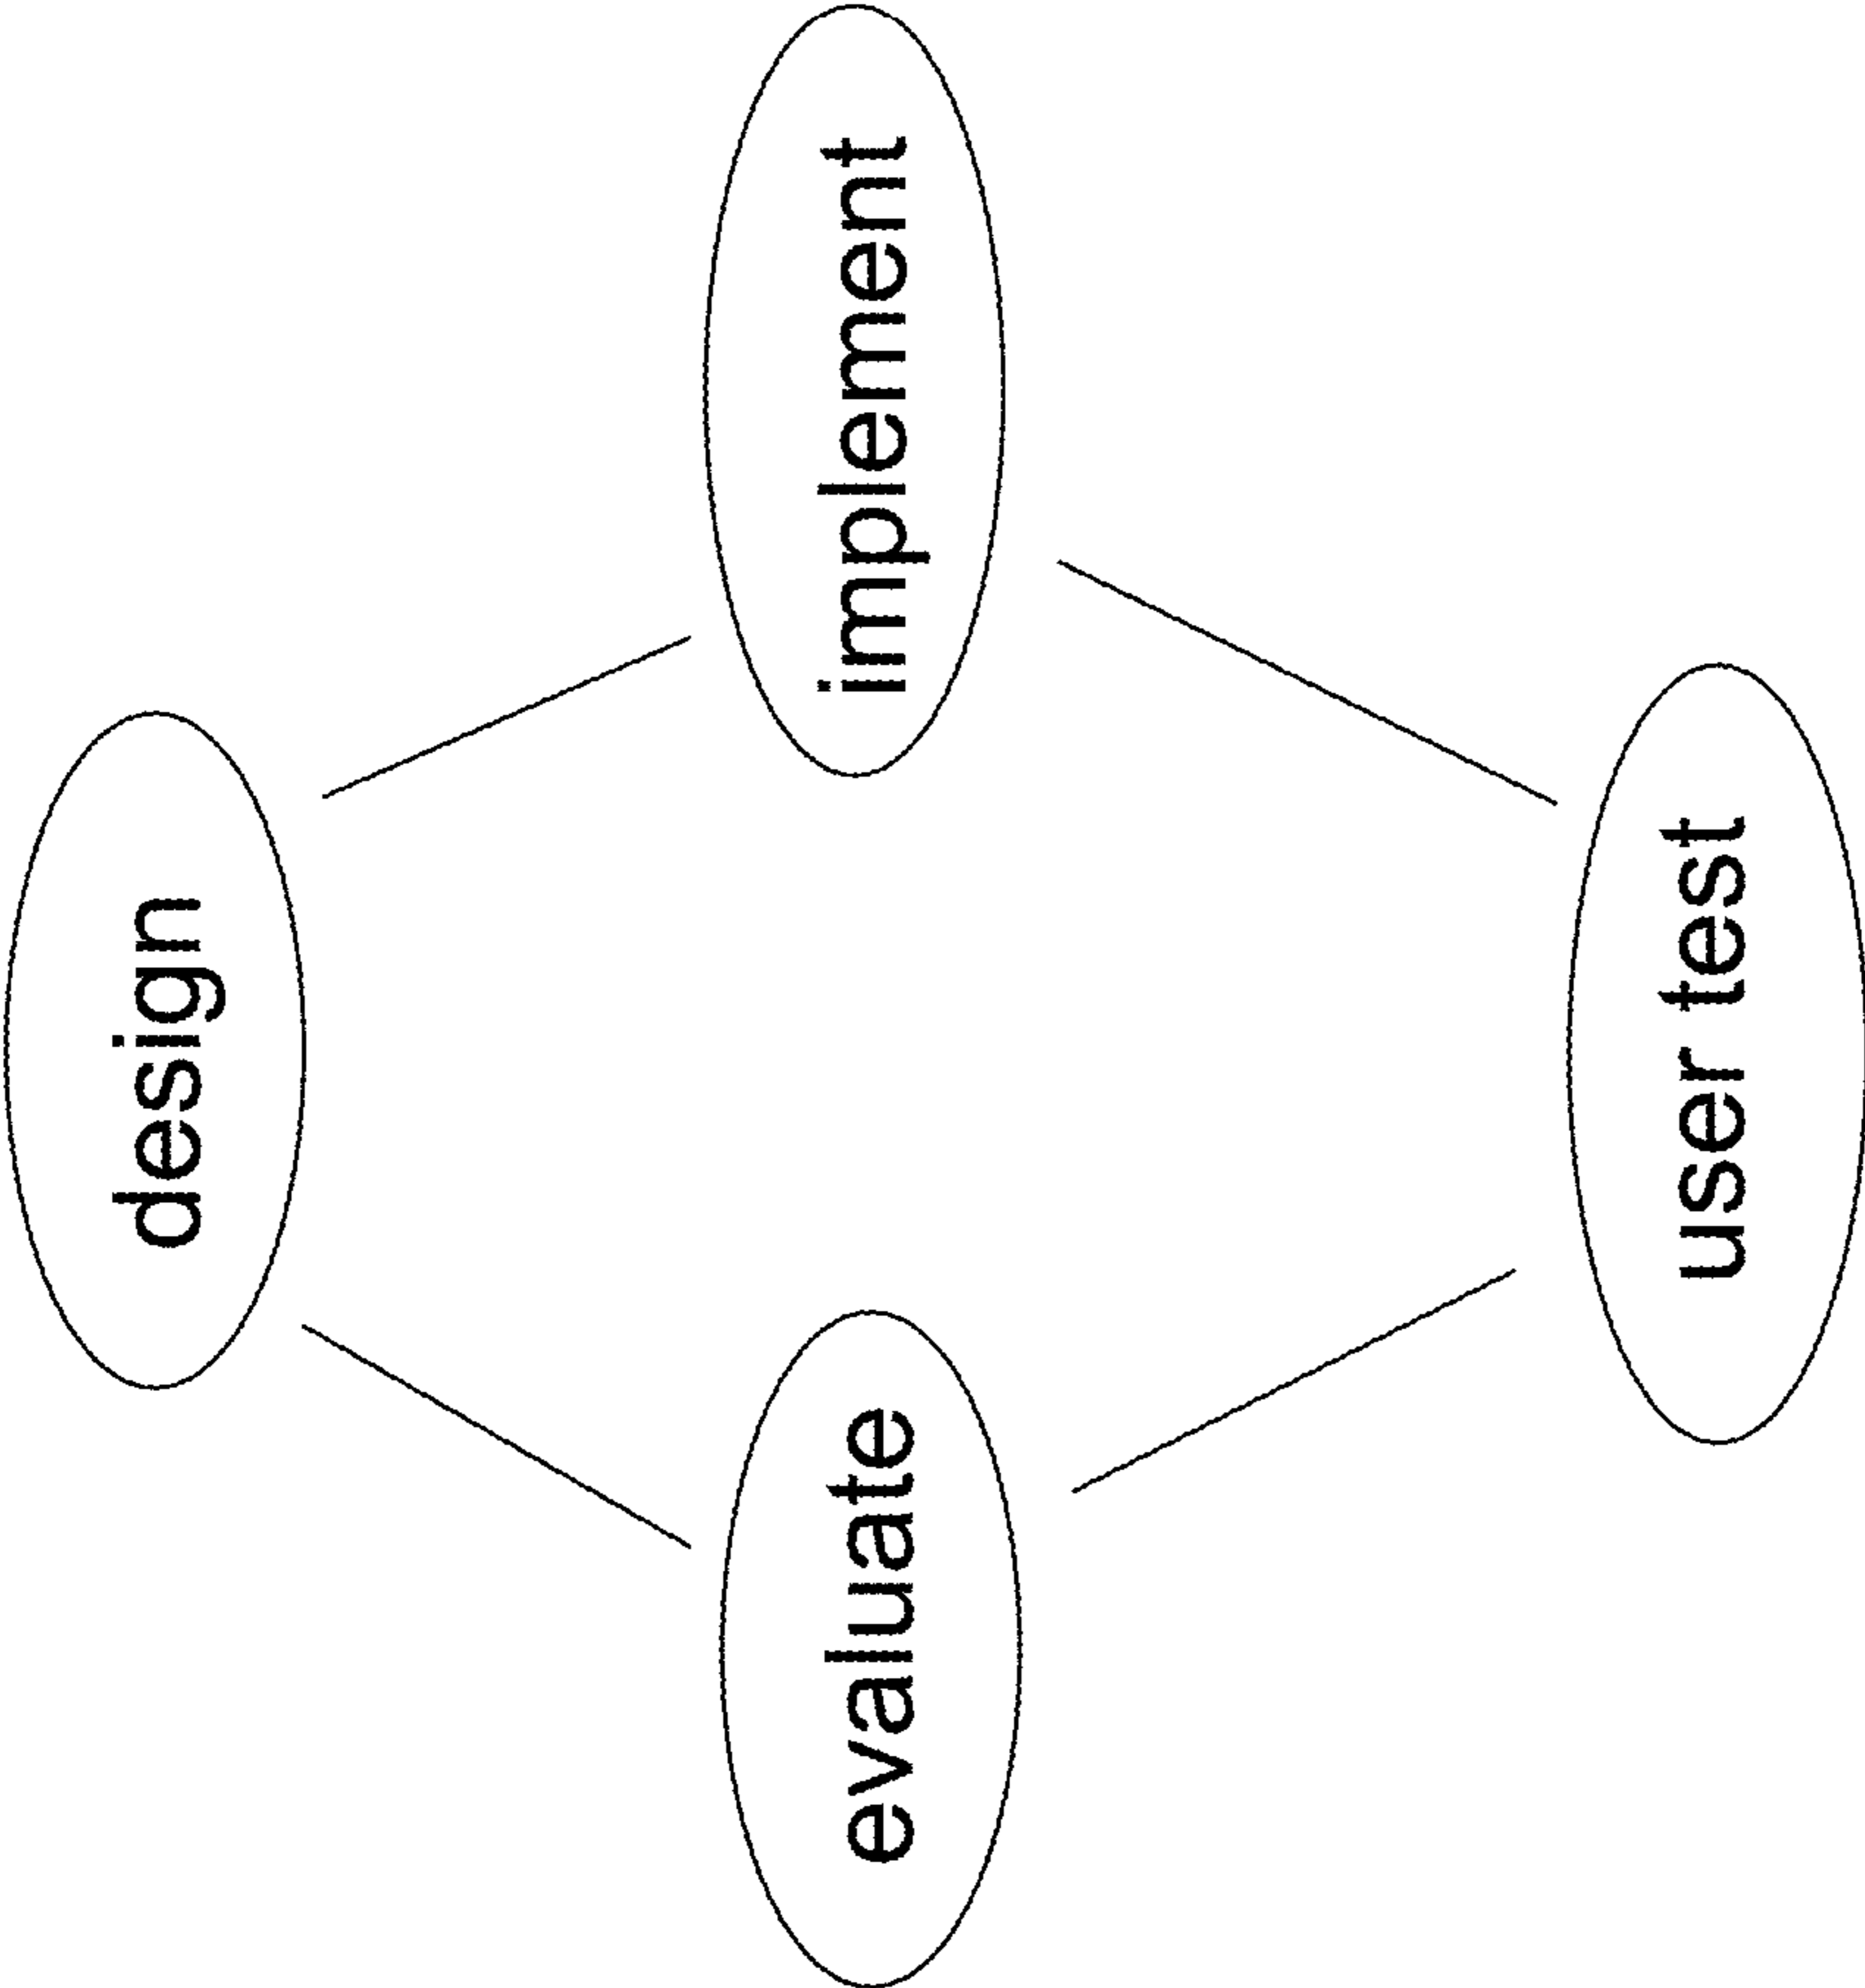 design
implement
evaluate
user test